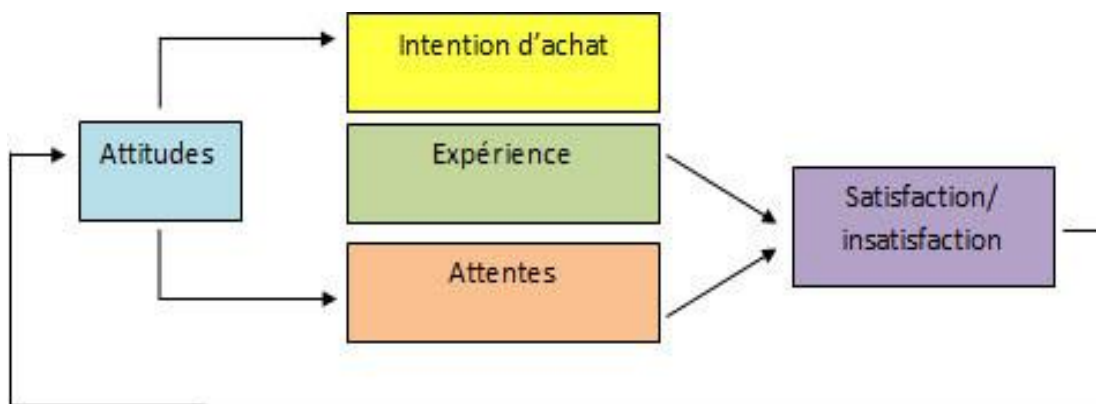 Intention d’achat
Attitudes
Expérience
Satisfaction/
insatisfaction
Attentes